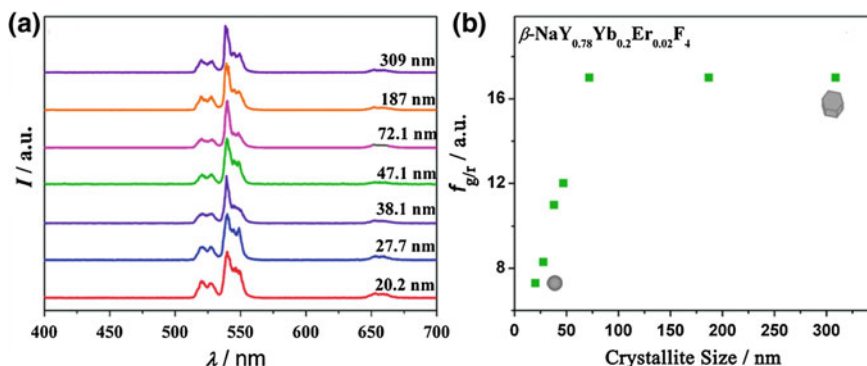 (a)
309 nm
187 nm
72.1 nm
47.1 nm
38.1 nm
27.7 nm
20.2 nm
I / a.u.
400 450 500 550 600 650 700
λ / nm
(b)
β-NaY0.78Yb0.2Er0.02F4
16
12
8
fg/r / a.u.
0 50 100 150 200 250 300
Crystallite Size / nm